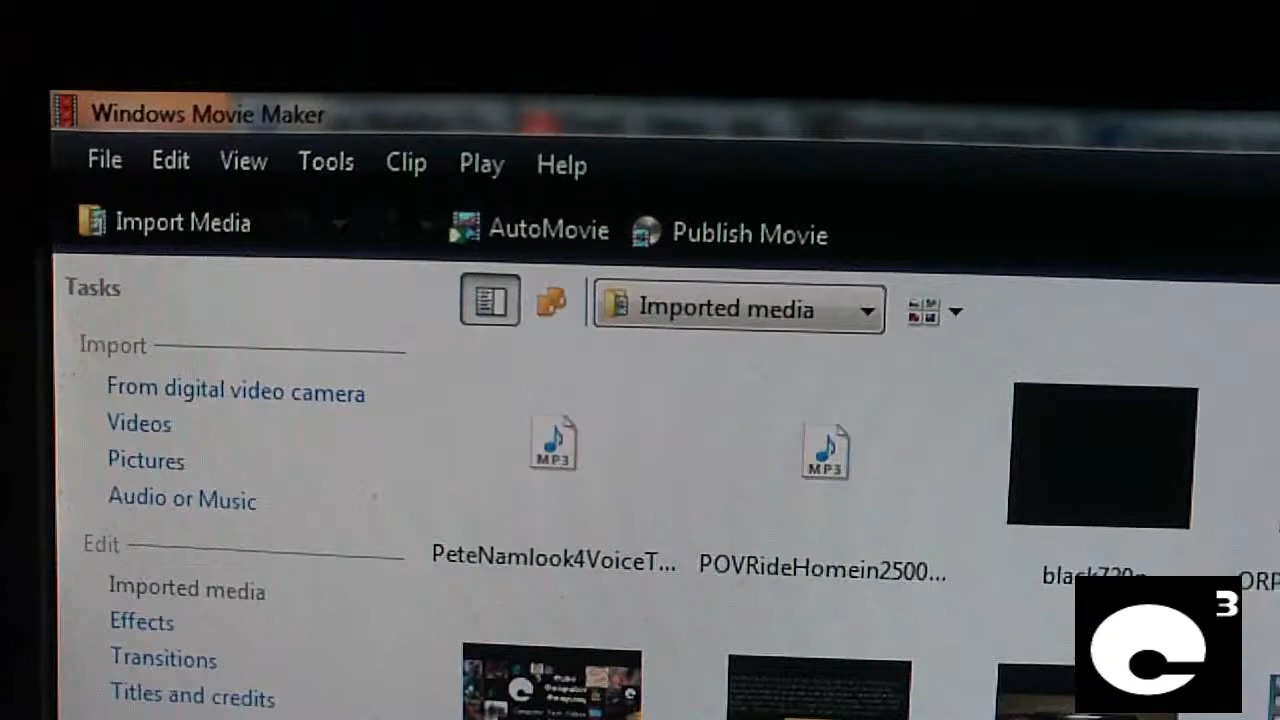 Windows Movie Maker
File Edit View Tools Clip Play Help
Import Media AutoMovie Publish Movie
Tasks
Imported media
Import
From digital video camera
Videos
Pictures
Audio or Music
MP3 MP3
Edit
PeteNamlook4VoiceT... POVRideHomein2500... black720p ORP
Imported media
Effects
Transitions
Titles and credits
3